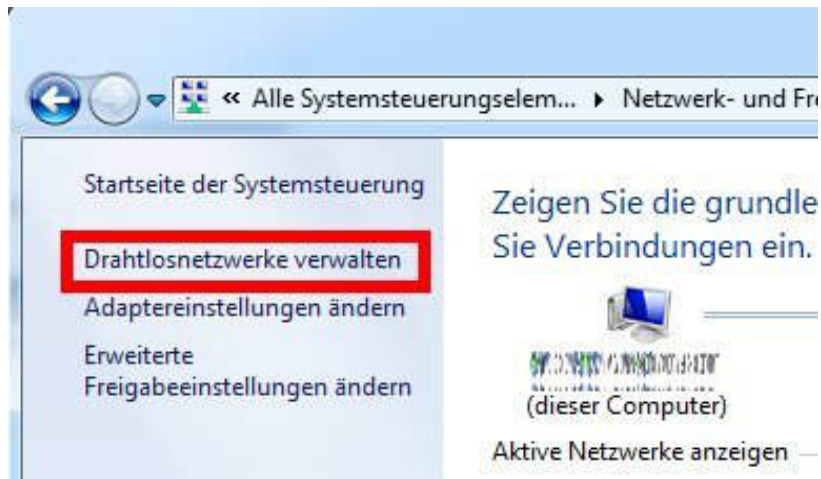 « Alle Systemsteuerungselem... ▸ Netzwerk- und Fr
Startseite der Systemsteuerung
Zeigen Sie die grundle
Sie Verbindungen ein.
Drahtlosnetzwerke verwalten
Adaptereinstellungen ändern
Erweiterte
Freigabeeinstellungen ändern
(dieser Computer)
Aktive Netzwerke anzeigen